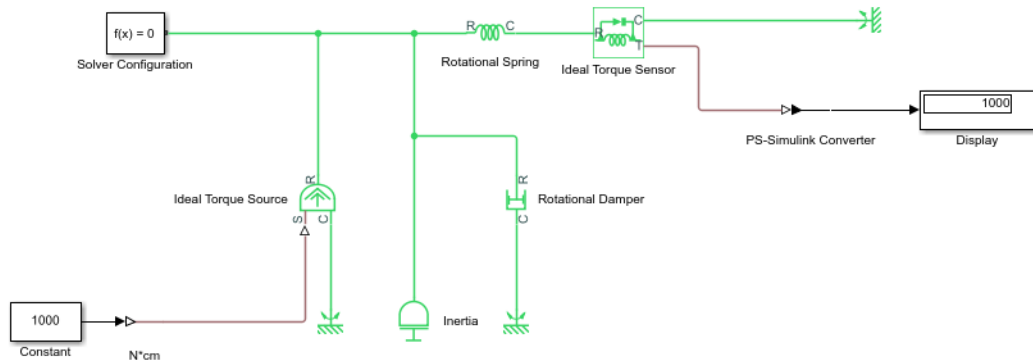 f(x) = 0
Solver Configuration
R
C
Rotational Spring
R
C
T
Ideal Torque Sensor
1000
PS-Simulink Converter
Display
R
Ideal Torque Source
S
C
R
Rotational Damper
C
1000
Constant
N*cm
Inertia